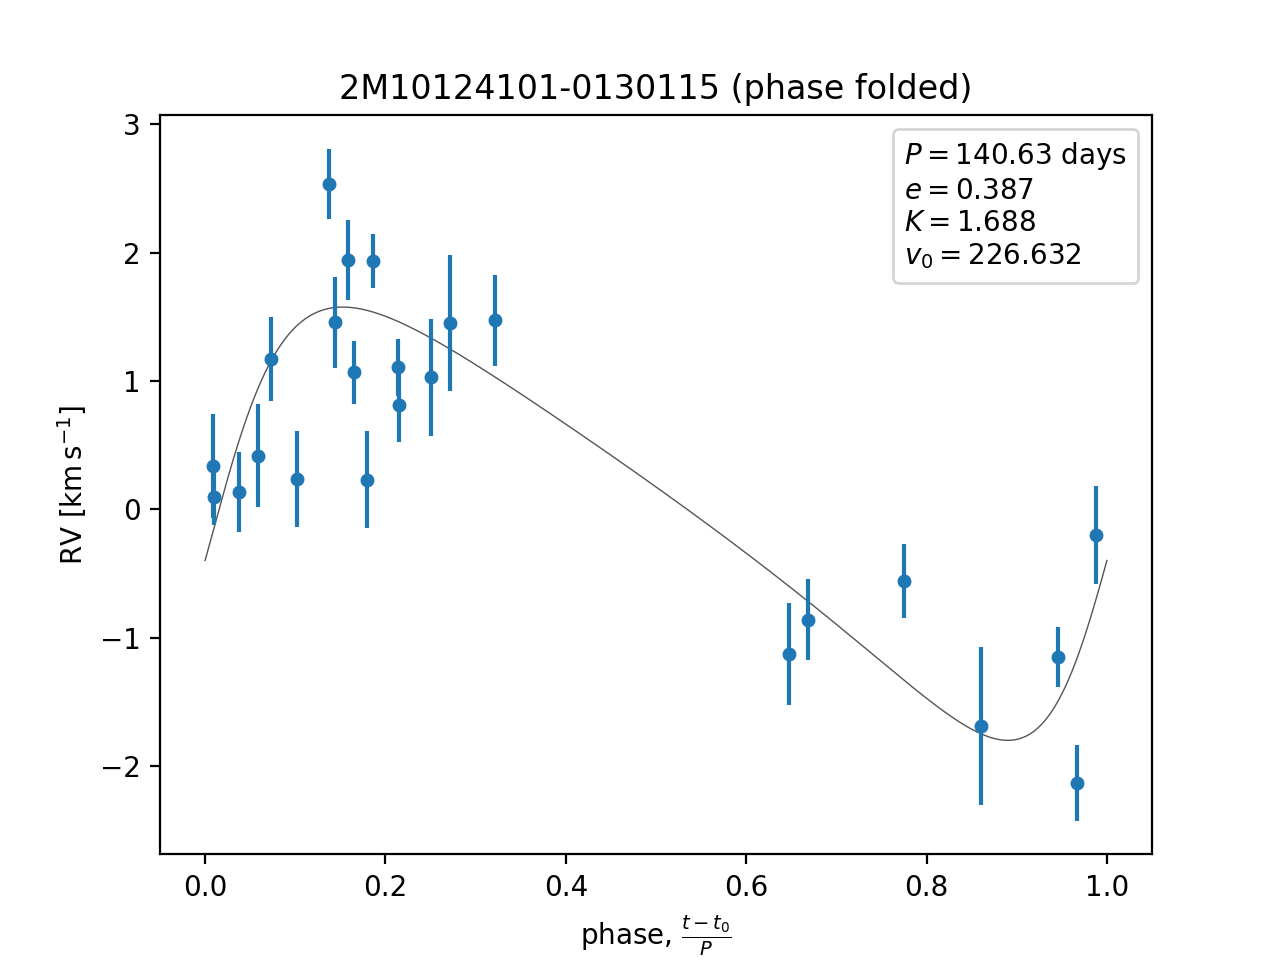 2M10124101-0130115 (phase folded)
P = 140.63 days
e = 0.387
K = 1.688
v₀ = 226.632
3
2
1
0
−1
−2
RV [km s⁻¹]
0.0 0.2 0.4 0.6 0.8 1.0
phase, (t − t₀)/P